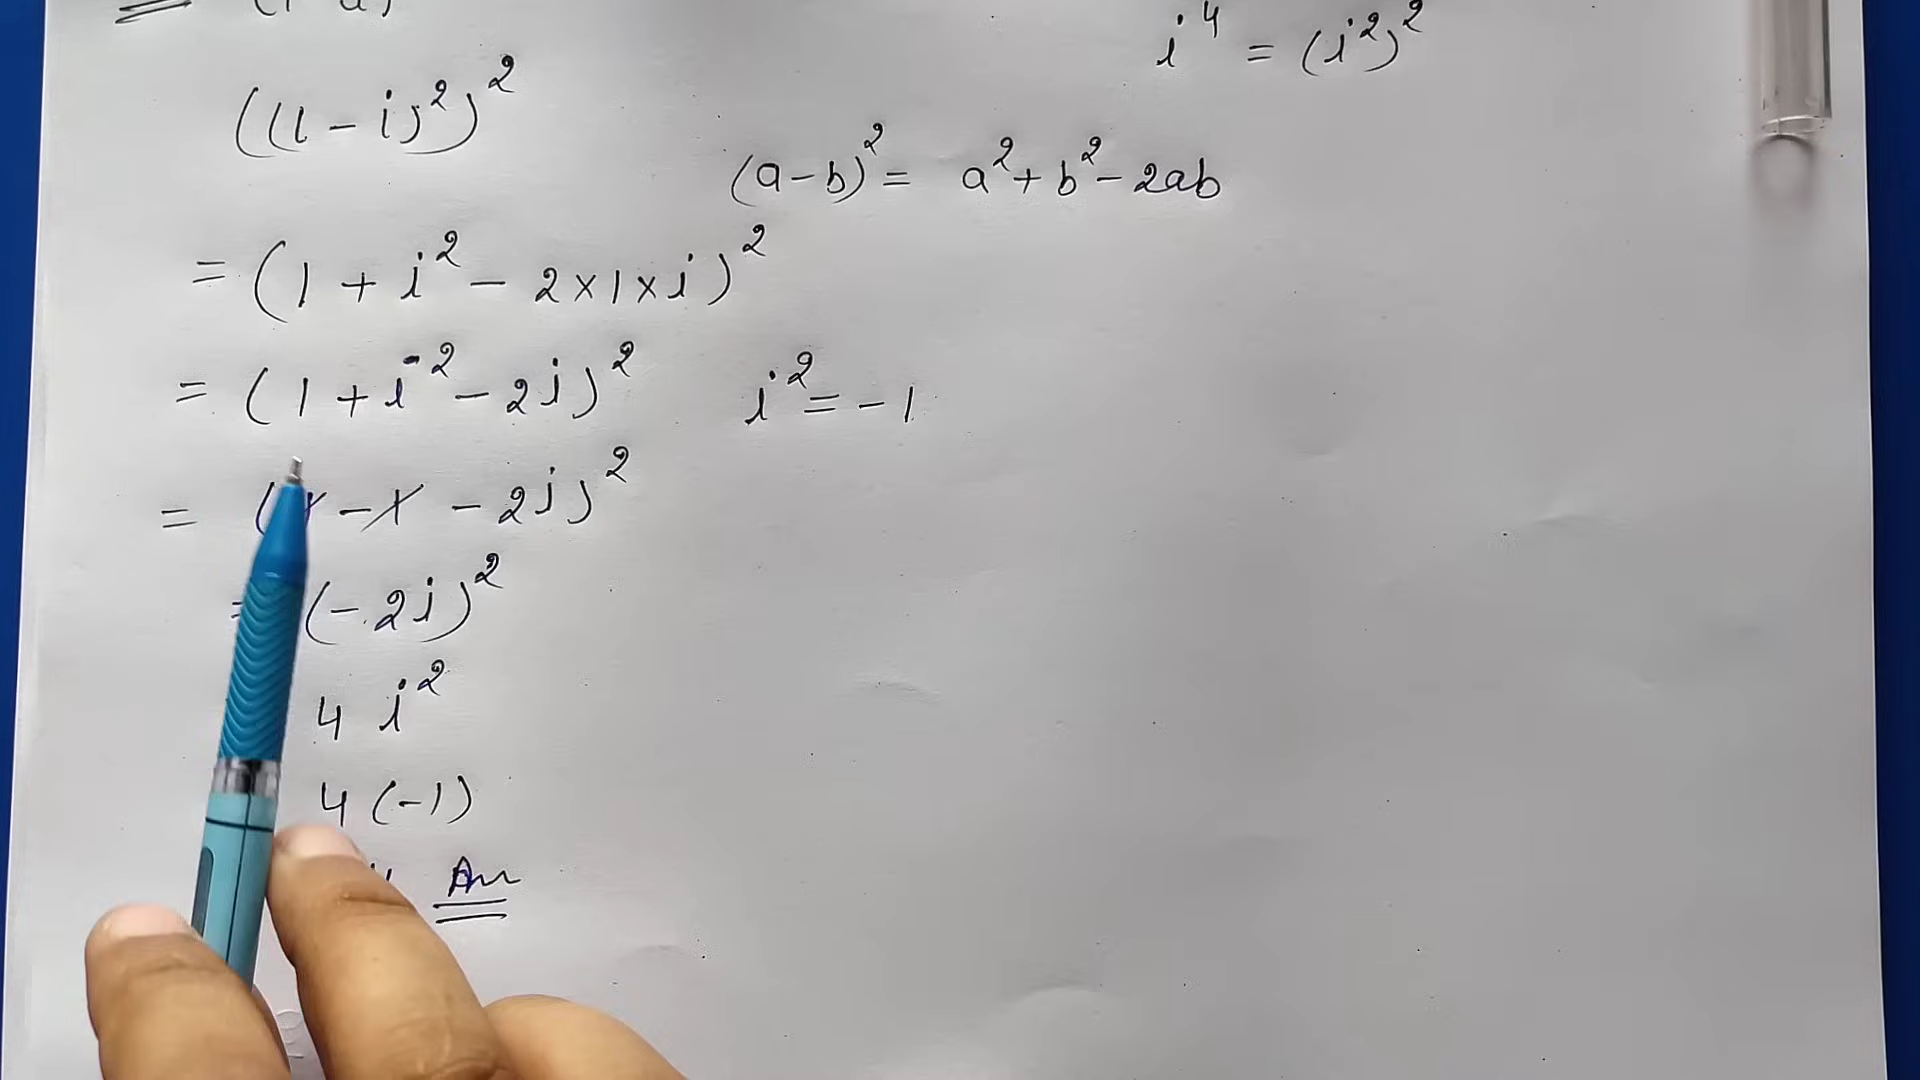 i⁴ = (i²)²
((1 - i)²)²
(a - b)² = a² + b² - 2ab
= (1 + i² - 2×1×i)²
= (1 + i² - 2i)² i² = -1
= (1 - 1 - 2i)²
= (-2i)²
4 i²
4 (-1)
Ans